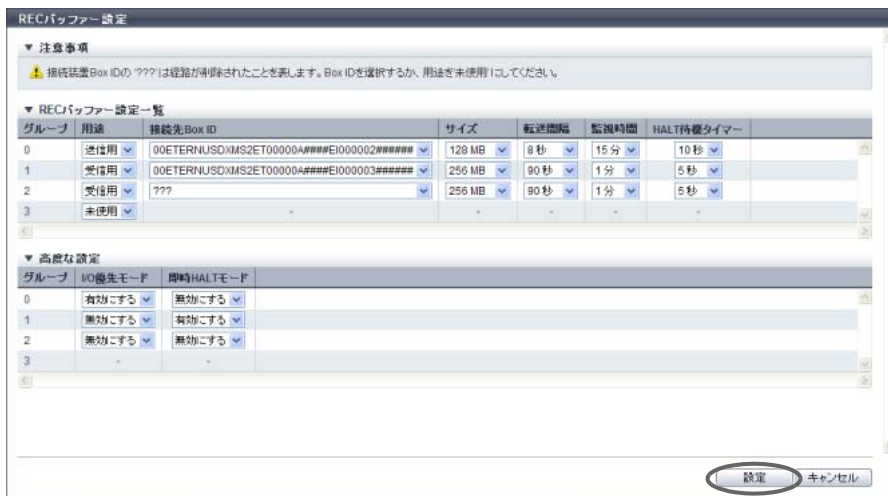 RECバッファー設定
▼ 注意事項
接続装置Box IDの '???'は経路が削除されたことを表します。Box IDを選択するか、用途を'未使用'にしてください。
▼ RECバッファー設定一覧
グループ 用途 接続先Box ID サイズ 転送間隔 監視時間 HALT待機タイマー
0 送信用 00ETERNUSDXMS2ET00000A####EI000002###### 128 MB 8秒 15分 10秒
1 受信用 00ETERNUSDXMS2ET00000A####EI000003###### 256 MB 90秒 1分 5秒
2 受信用 ??? 256 MB 90秒 1分 5秒
3 未使用 - - - - -
▼ 高度な設定
グループ I/O優先モード 即時HALTモード
0 有効にする 無効にする
1 無効にする 有効にする
2 無効にする 無効にする
3 - -
設定 キャンセル